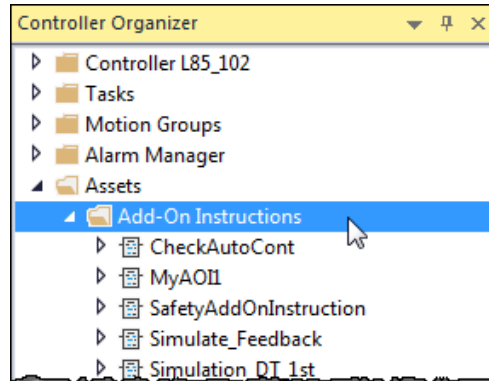 Controller Organizer
Controller L85_102
Tasks
Motion Groups
Alarm Manager
Assets
Add-On Instructions
CheckAutoCont
MyAOI1
SafetyAddOnInstruction
Simulate_Feedback
Simulation_DT_1st